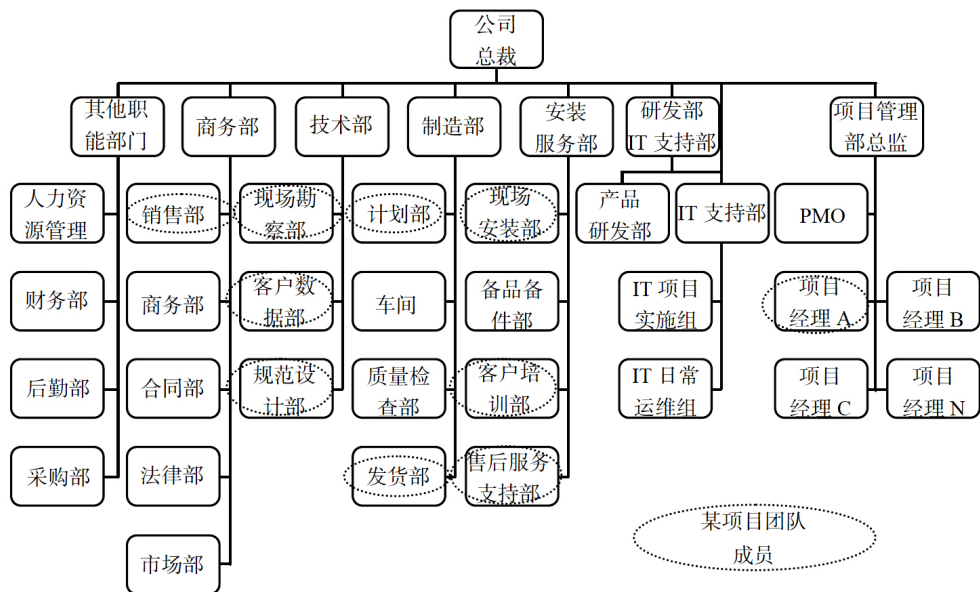 公司
总裁
其他职
能部门
商务部
技术部
制造部
安装
服务部
研发部
IT 支持部
项目管理
部总监
人力资
源管理
销售部
现场勘
察部
计划部
现场
安装部
产品
研发部
IT 支持部
PMO
财务部
商务部
客户数
据部
车间
备品备
件部
IT 项目
实施组
项目
经理 A
项目
经理 B
后勤部
合同部
规范设
计部
质量检
查部
客户培
训部
IT 日常
运维组
项目
经理 C
项目
经理 N
采购部
法律部
发货部
售后服务
支持部
市场部
某项目团队
成员